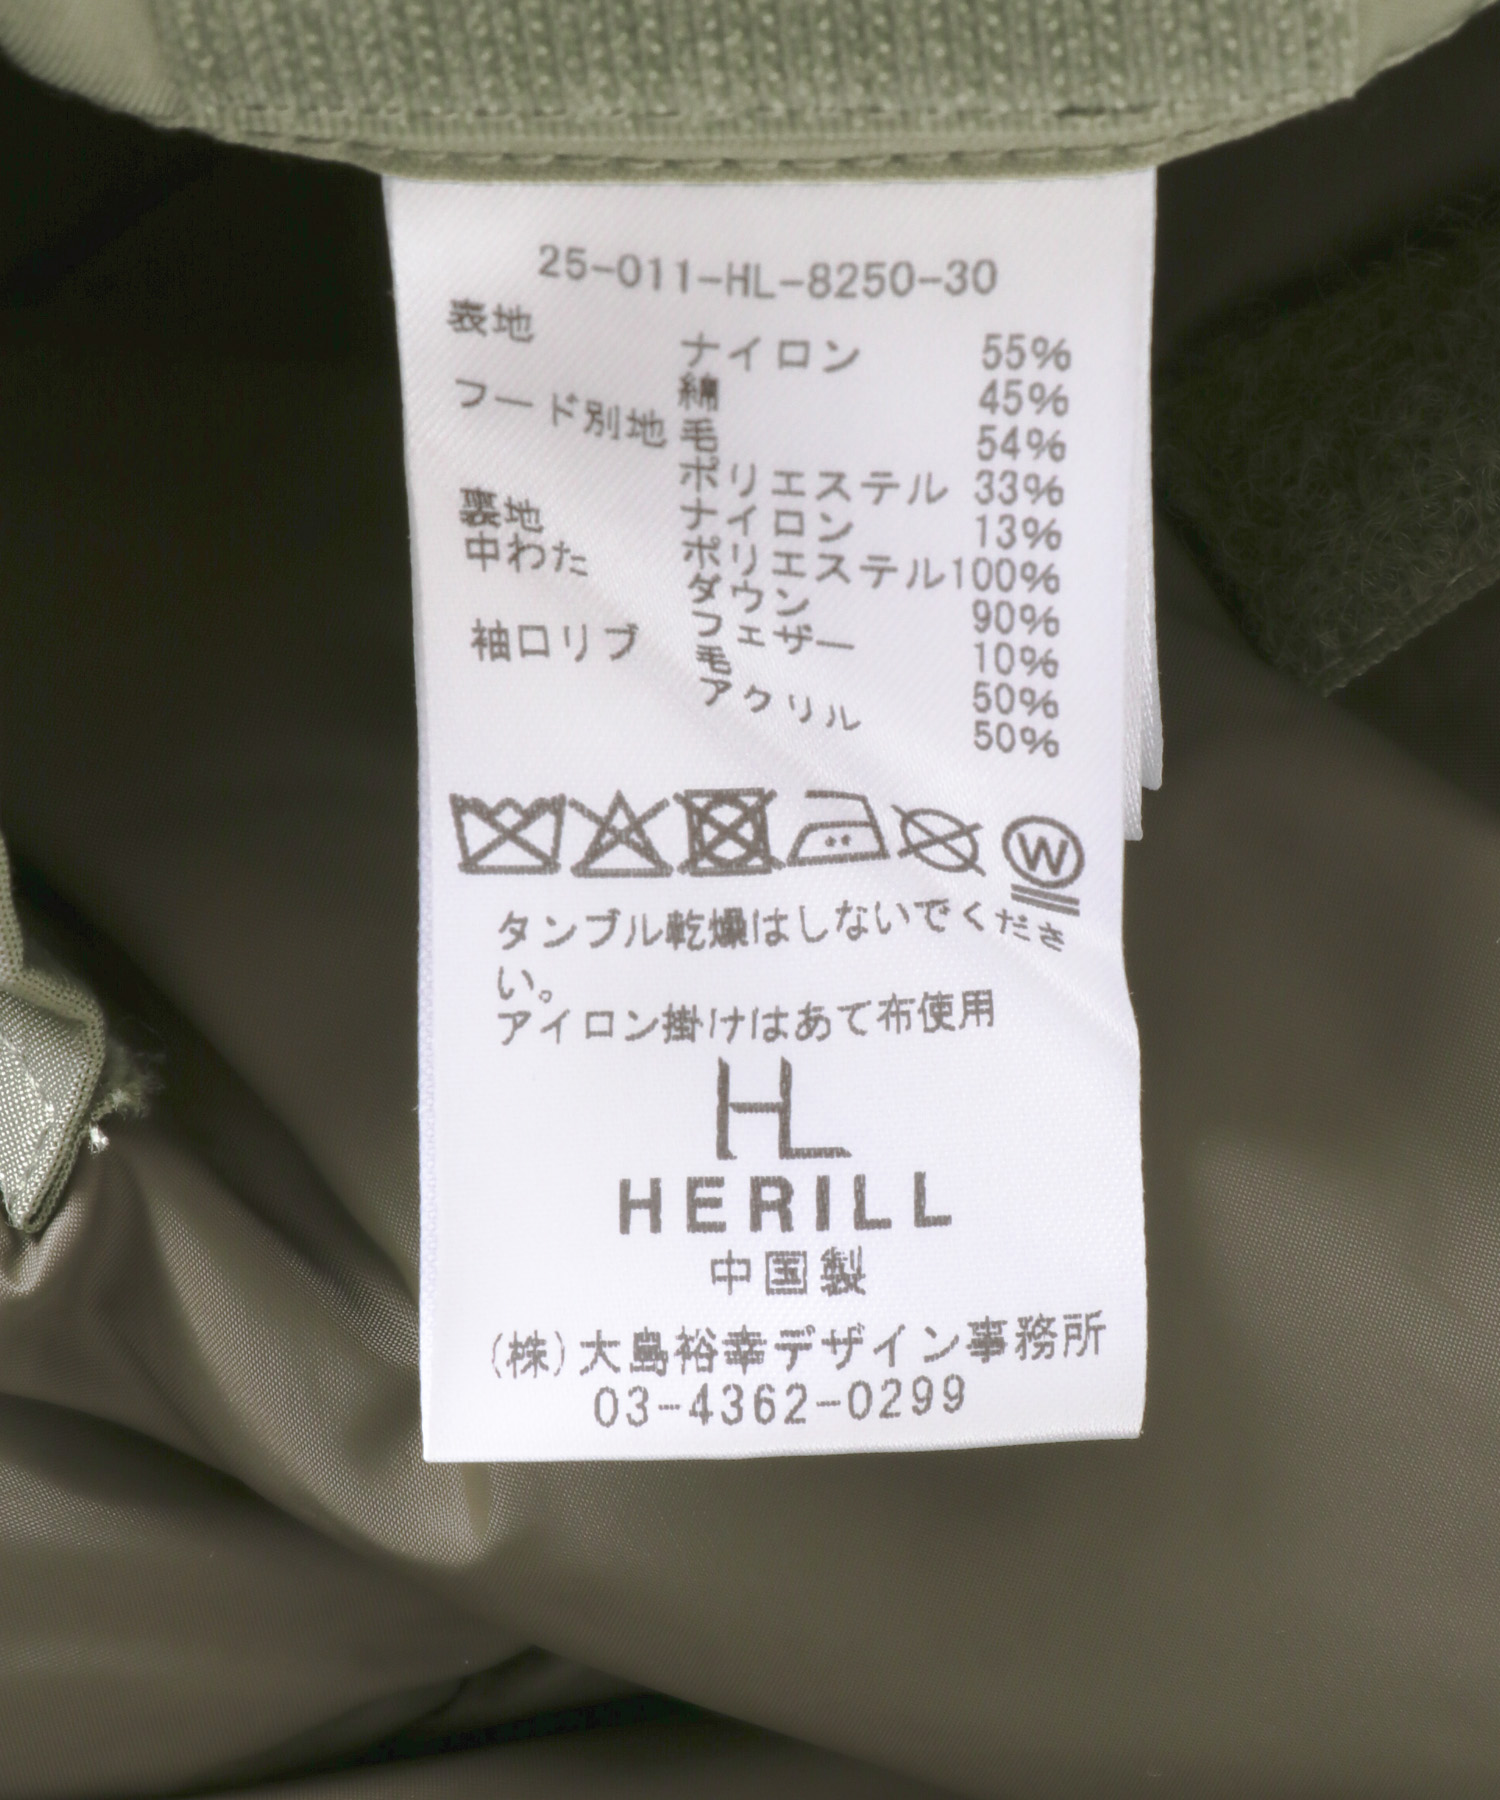 25-011-HL-8250-30
表地 ナイロン 55%
綿 45%
フード別地 毛 54%
ポリエステル 33%
ナイロン 13%
裏地 ポリエステル 100%
中わた ダウン 90%
フェザー 10%
袖口リブ 毛 50%
アクリル 50%
W
タンブル乾燥はしないでくださ
い。
アイロン掛けはあて布使用
HL
HERILL
中国製
(株)大島裕幸デザイン事務所
03-4362-0299